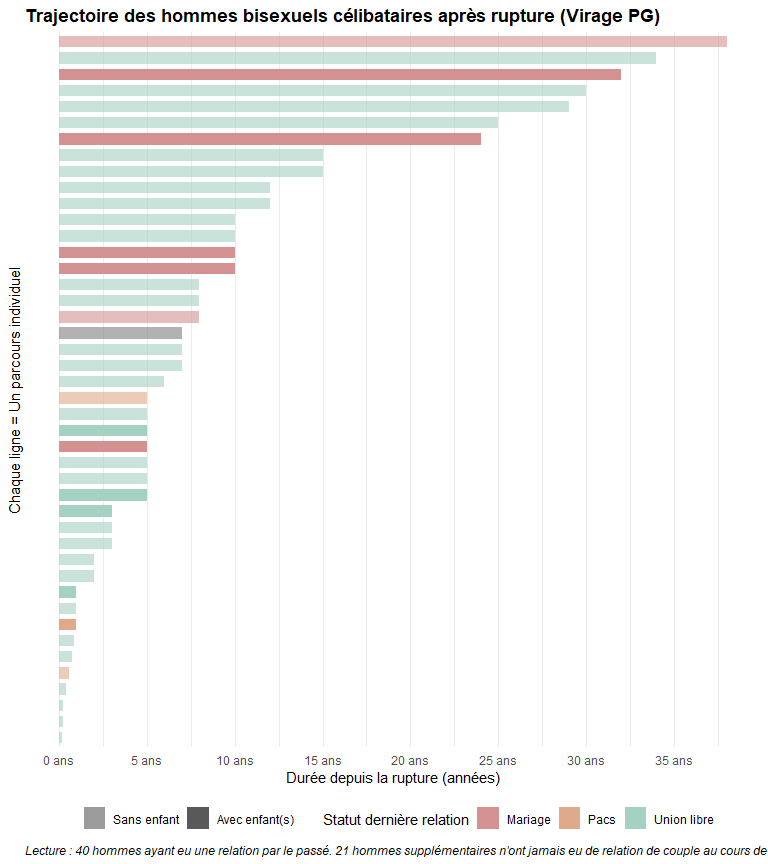 Trajectoire des hommes bisexuels célibataires après rupture (Virage PG)
Chaque ligne = Un parcours individuel
0 ans 5 ans 10 ans 15 ans 20 ans 25 ans 30 ans 35 ans
Durée depuis la rupture (années)
Sans enfant Avec enfant(s) Statut dernière relation Mariage Pacs Union libre
Lecture : 40 hommes ayant eu une relation par le passé. 21 hommes supplémentaires n'ont jamais eu de relation de couple au cours de